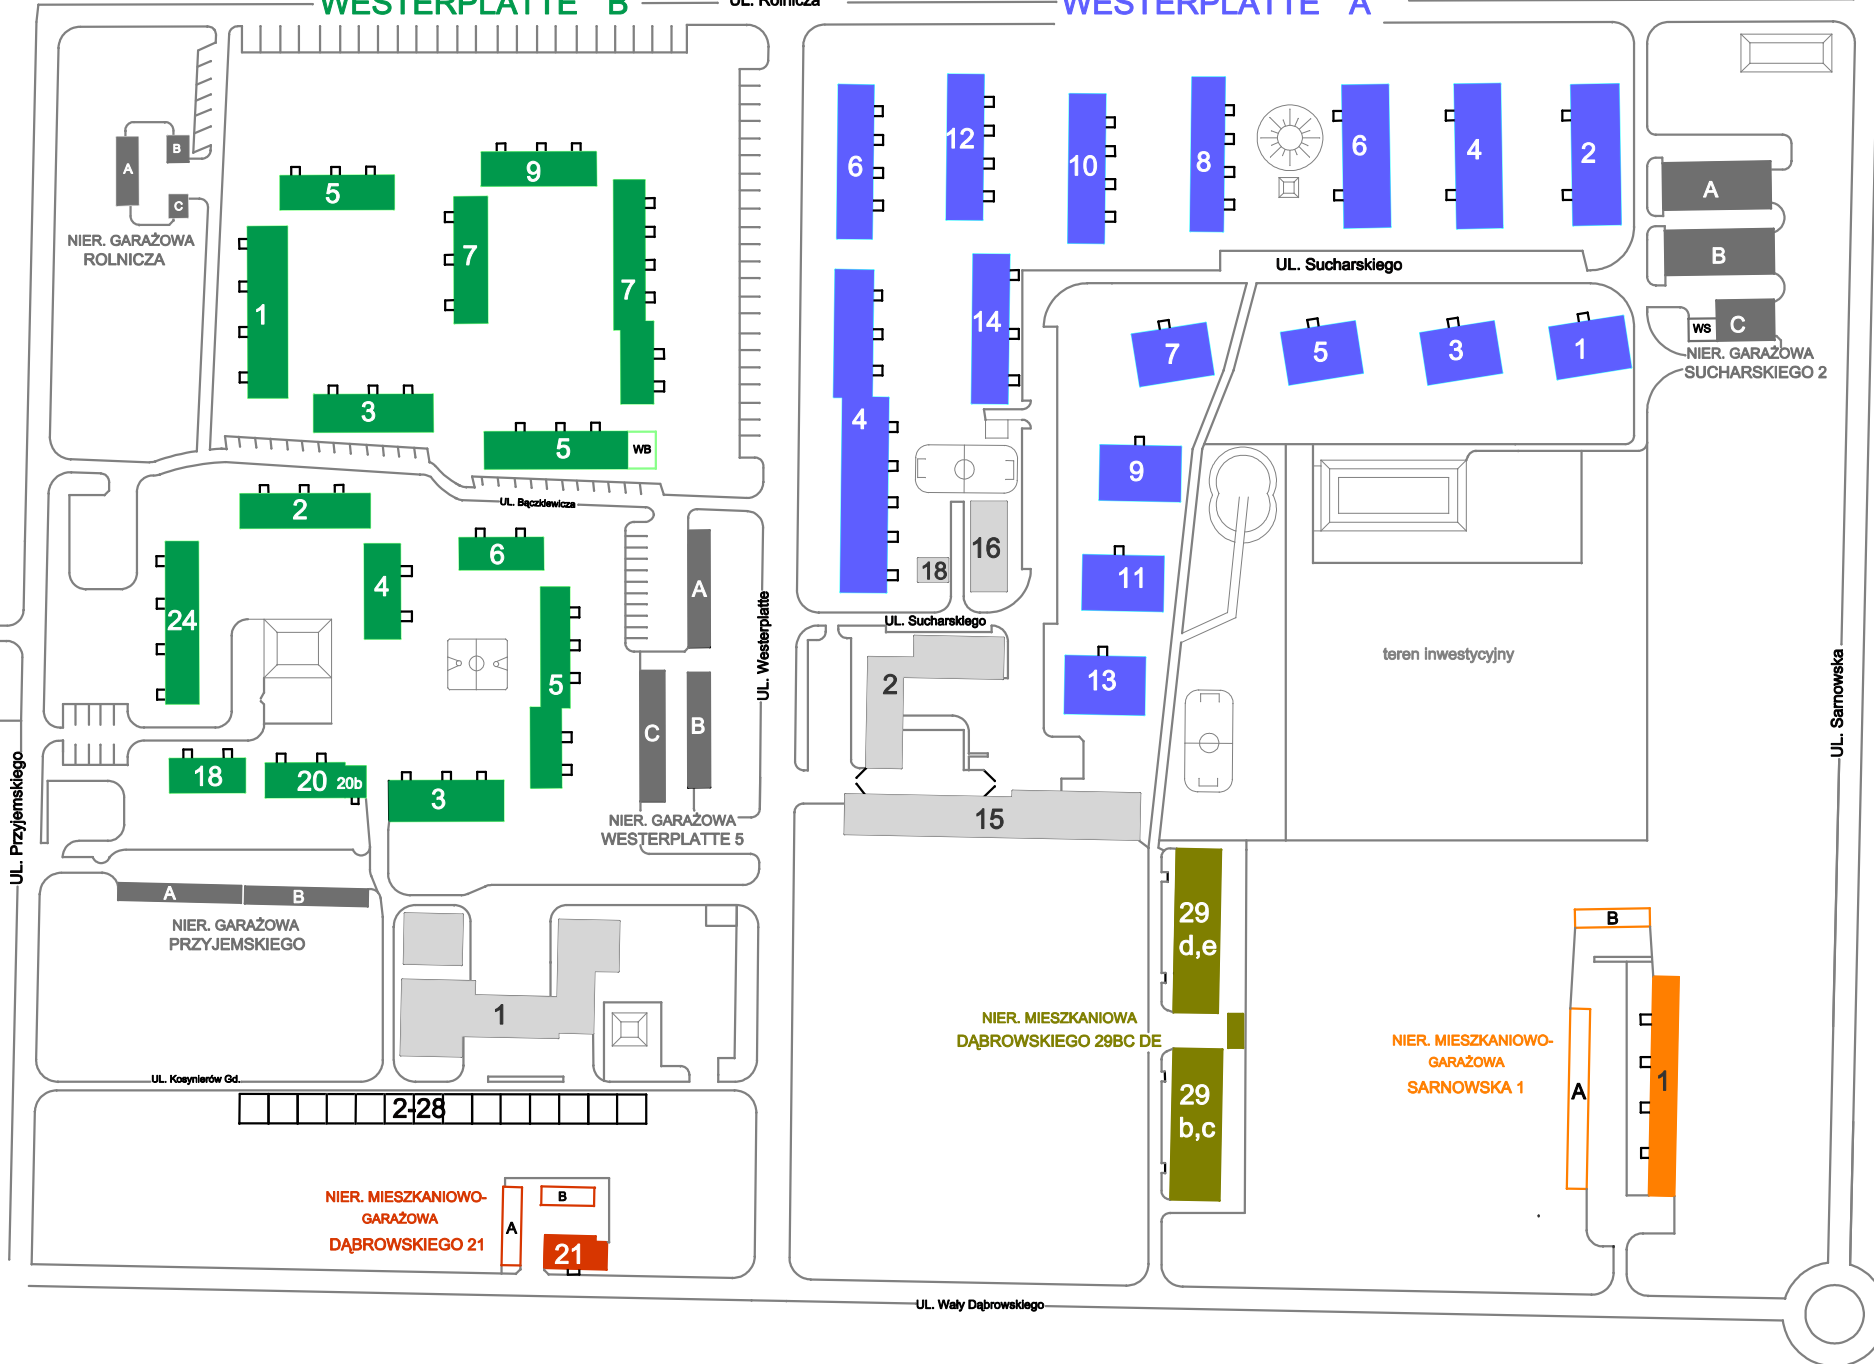 WESTERPLATTE B
UL. Rolnicza
WESTERPLATTE A
A
B
C
NIER. GARAŻOWA
ROLNICZA
5
9
7
7
1
3
5
WB
6
12
10
8
6
4
2
A
B
C
WS
NIER. GARAŻOWA
SUCHARSKIEGO 2
UL. Sucharskiego
14
4
7
5
3
1
9
11
13
16
18
UL. Sucharskiego
UL. Bączkiewicza
2
24
4
6
5
A
B
C
UL. Westerplatte
NIER. GARAŻOWA
WESTERPLATTE 5
18
20
20b
3
UL. Przyjemskiego
2
15
teren inwestycyjny
UL. Sarnowska
A
B
NIER. GARAŻOWA
PRZYJEMSKIEGO
1
UL. Kosynierów Gd.
2-28
29
d,e
NIER. MIESZKANIOWA
DĄBROWSKIEGO 29BC DE
29
b,c
B
NIER. MIESZKANIOWO-
GARAŻOWA
SARNOWSKA 1
A
1
NIER. MIESZKANIOWO-
GARAŻOWA
DĄBROWSKIEGO 21
A
B
21
UL. Wały Dąbrowskiego